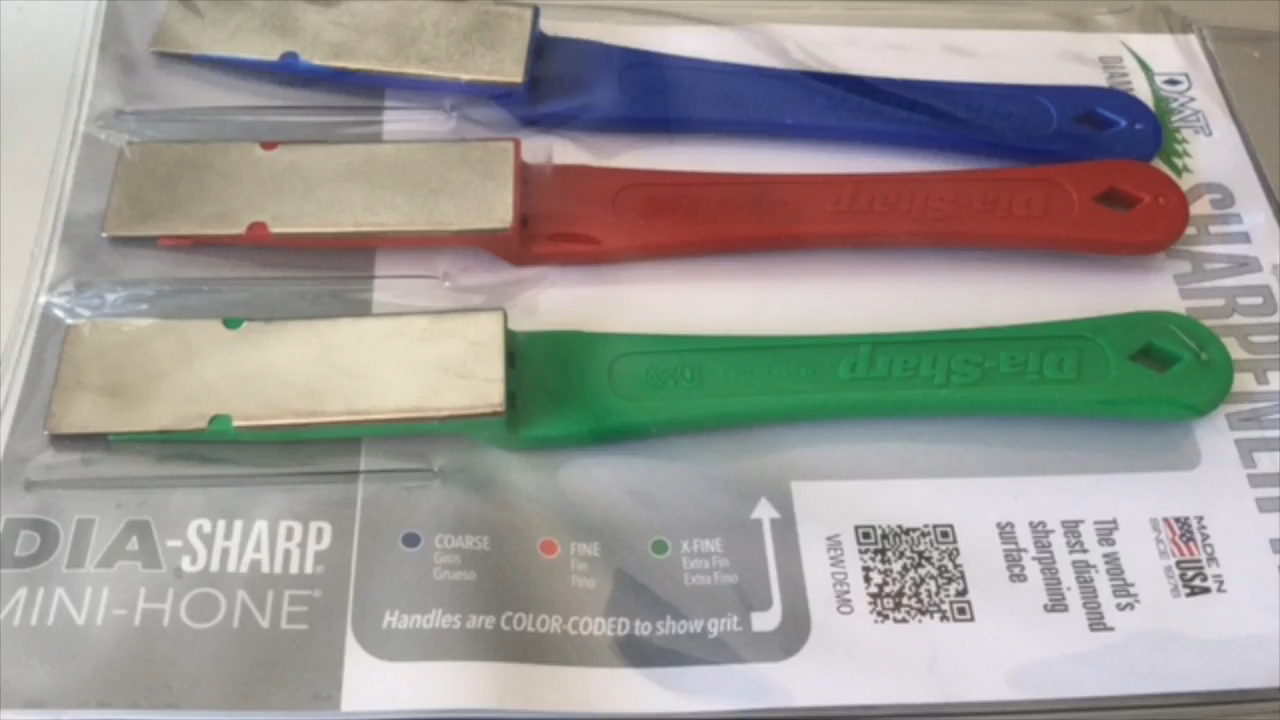 DMT
SHARPEN
Dia-Sharp
Dia-Sharp
DMT
DIA-SHARP®
MINI-HONE®
COARSE
Gros
Grueso
FINE
Fin
Fino
X-FINE
Extra Fin
Extra Fino
Handles are COLOR-CODED to show grit.
VIEW DEMO
The world's
best diamond
sharpening
surface
MADE IN
USA